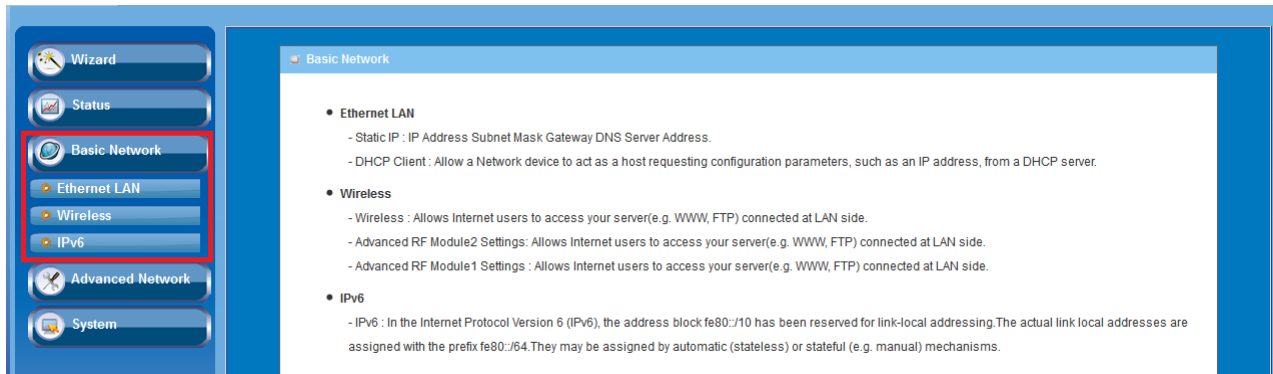 Wizard
Status
Basic Network
Ethernet LAN
Wireless
IPv6
Advanced Network
System
Basic Network
Ethernet LAN
- Static IP : IP Address Subnet Mask Gateway DNS Server Address.
- DHCP Client : Allow a Network device to act as a host requesting configuration parameters, such as an IP address, from a DHCP server.
Wireless
- Wireless : Allows Internet users to access your server(e.g. WWW, FTP) connected at LAN side.
- Advanced RF Module2 Settings: Allows Internet users to access your server(e.g. WWW, FTP) connected at LAN side.
- Advanced RF Module1 Settings : Allows Internet users to access your server(e.g. WWW, FTP) connected at LAN side.
IPv6
- IPv6 : In the Internet Protocol Version 6 (IPv6), the address block fe80::/10 has been reserved for link-local addressing.The actual link local addresses are
assigned with the prefix fe80::/64.They may be assigned by automatic (stateless) or stateful (e.g. manual) mechanisms.